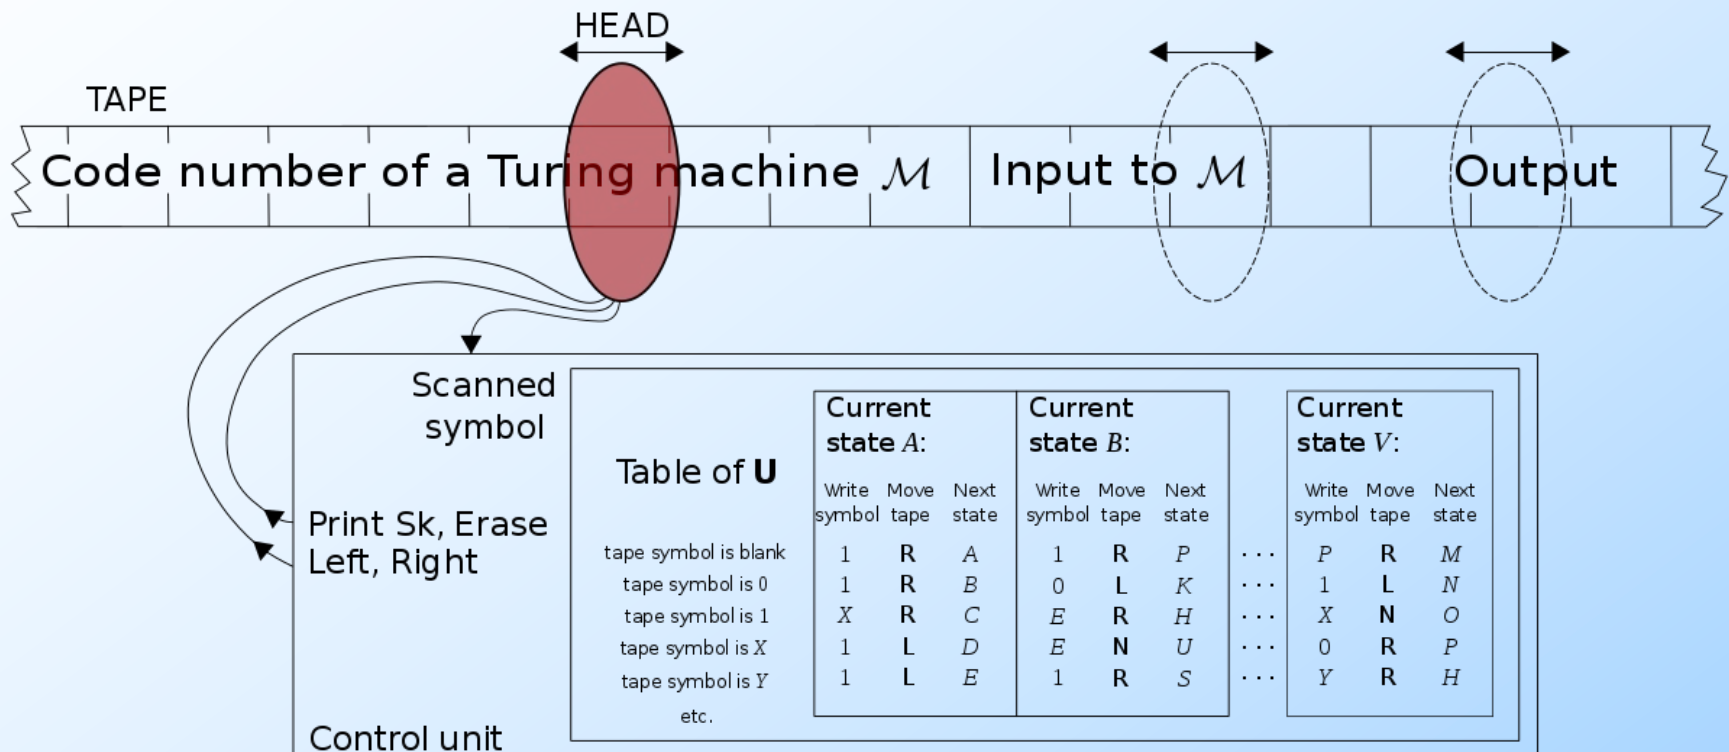 HEAD
TAPE
Code number of a Turing machine ℳ
Input to ℳ
Output
Scanned
symbol
Print Sk, Erase
Left, Right
Control unit
Table of U
Current Current Current
state A: state B: state V:
Write Move Next Write Move Next Write Move Next
symbol tape state symbol tape state symbol tape state
tape symbol is blank 1 R A 1 R P · · · P R M
tape symbol is 0 1 R B 0 L K · · · 1 L N
tape symbol is 1 X R C E R H · · · X N O
tape symbol is X 1 L D E N U · · · 0 R P
tape symbol is Y 1 L E 1 R S · · · Y R H
etc.